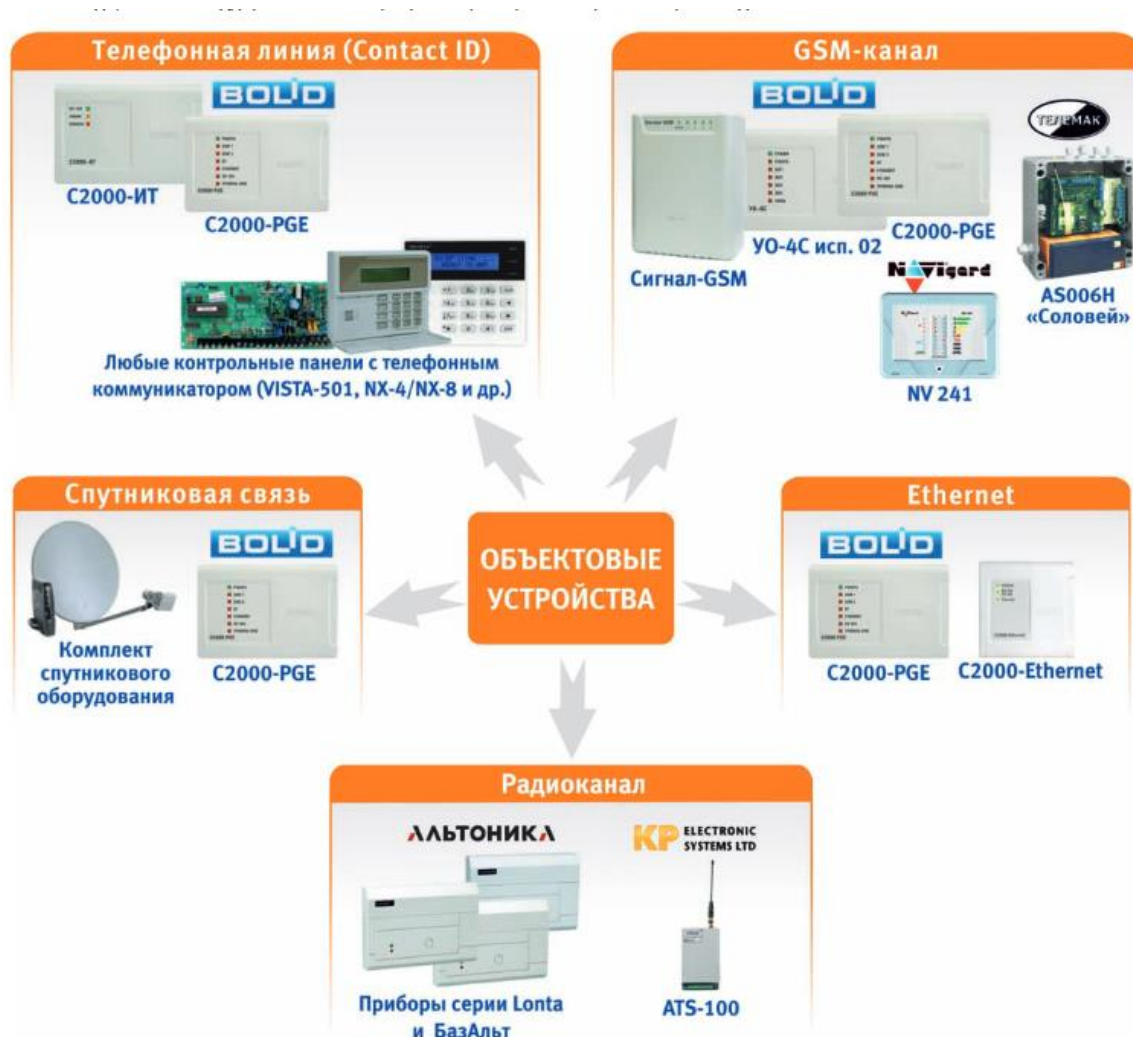 Телефонная линия (Contact ID)
BOLID
С2000-ИТ
С2000-PGE
Любые контрольные панели с телефонным
коммуникатором (VISTA-501, NX-4/NX-8 и др.)
GSM-канал
BOLID
ТЕЛЕМАК
Сигнал-GSM
УО-4С исп. 02
С2000-PGE
AS006H
«Соловей»
Navigard
NV 241
Спутниковая связь
BOLID
Комплект
спутникового
оборудования
С2000-PGE
ОБЪЕКТОВЫЕ
УСТРОЙСТВА
Ethernet
BOLID
С2000-PGE
С2000-Ethernet
Радиоканал
АЛЬТОНИКА
KP ELECTRONIC
SYSTEMS LTD
Приборы серии Lonta
и БазАльт
ATS-100